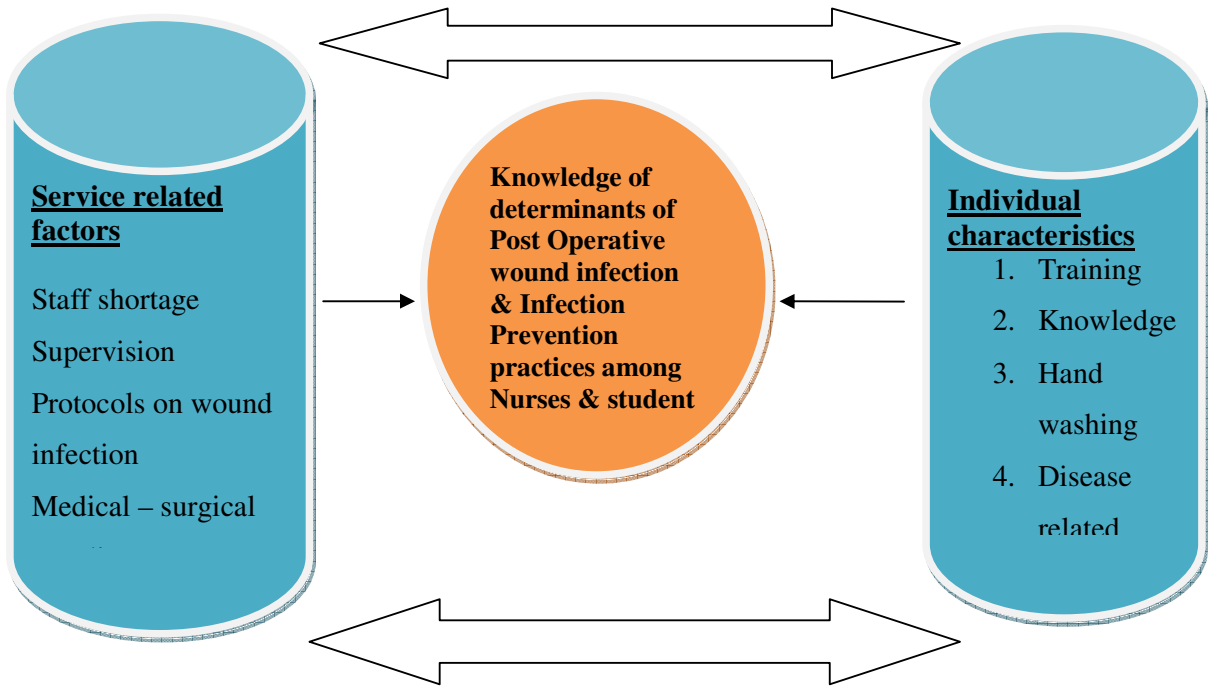 Service related
factors
Staff shortage
Supervision
Protocols on wound
infection
Medical – surgical
Knowledge of
determinants of
Post Operative
wound infection
& Infection
Prevention
practices among
Nurses & student
Individual
characteristics
1. Training
2. Knowledge
3. Hand
washing
4. Disease
related